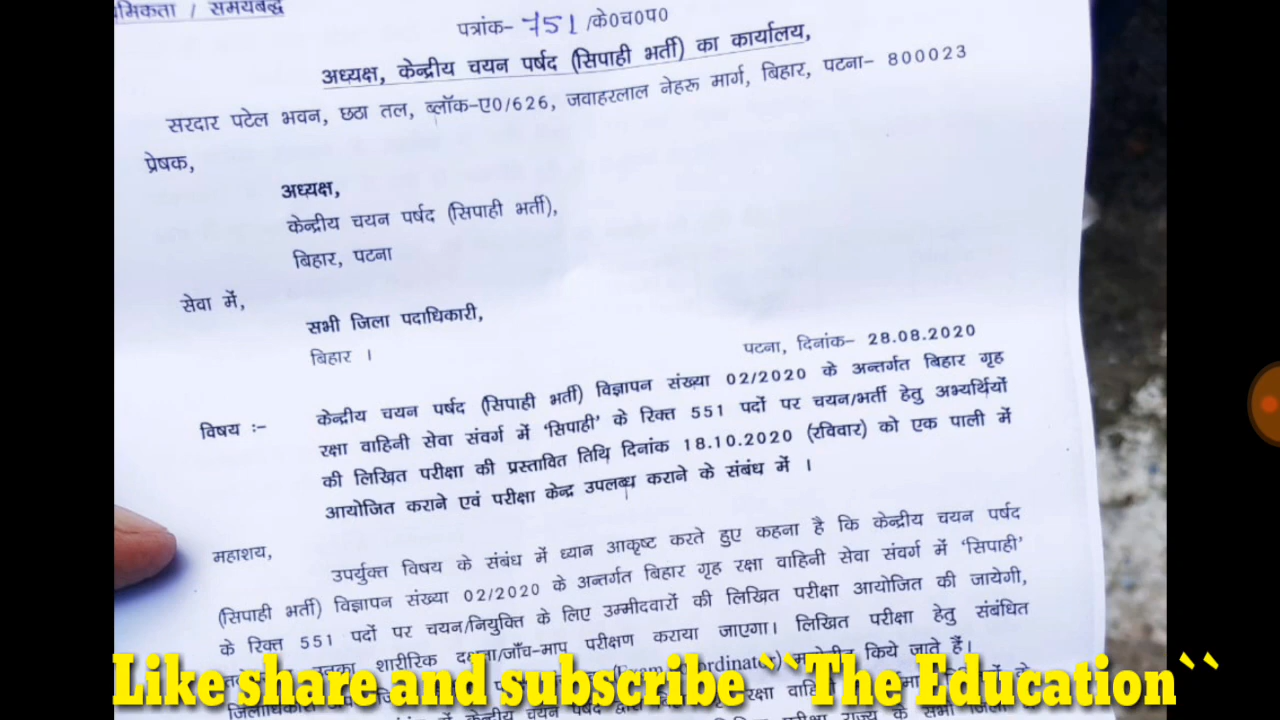 / समयबद्ध
पत्रांक- 751/के०च०प०
अध्यक्ष, केन्द्रीय चयन पर्षद (सिपाही भर्ती) का कार्यालय,
सरदार पटेल भवन, छठा तल, ब्लॉक-ए0/626, जवाहरलाल नेहरू मार्ग, बिहार, पटना- 800023
प्रेषक,
अध्यक्ष,
केन्द्रीय चयन पर्षद (सिपाही भर्ती),
बिहार, पटना
सेवा में,
सभी जिला पदाधिकारी,
बिहार ।
पटना, दिनांक- 28.08.2020
विषय :- केन्द्रीय चयन पर्षद (सिपाही भर्ती) विज्ञापन संख्या 02/2020 के अन्तर्गत बिहार गृह
रक्षा वाहिनी सेवा संवर्ग में 'सिपाही' के रिक्त 551 पदों पर चयन/भर्ती हेतु अभ्यर्थियों
की लिखित परीक्षा की प्रस्तावित तिथि दिनांक 18.10.2020 (रविवार) को एक पाली में
आयोजित कराने एवं परीक्षा केन्द्र उपलब्ध कराने के संबंध में ।
महाशय,
उपर्युक्त विषय के संबंध में ध्यान आकृष्ट करते हुए कहना है कि केन्द्रीय चयन पर्षद
(सिपाही भर्ती) विज्ञापन संख्या 02/2020 के अन्तर्गत बिहार गृह रक्षा वाहिनी सेवा संवर्ग में 'सिपाही'
के रिक्त 551 पदों पर चयन/नियुक्ति के लिए उम्मीदवारों की लिखित परीक्षा आयोजित की जायेगी,
शारीरिक दक्षता/जाँच-माप परीक्षण कराया जाएगा। लिखित परीक्षा हेतु संबंधित
किये जाते हैं।
Like share and subscribe ``The Education``